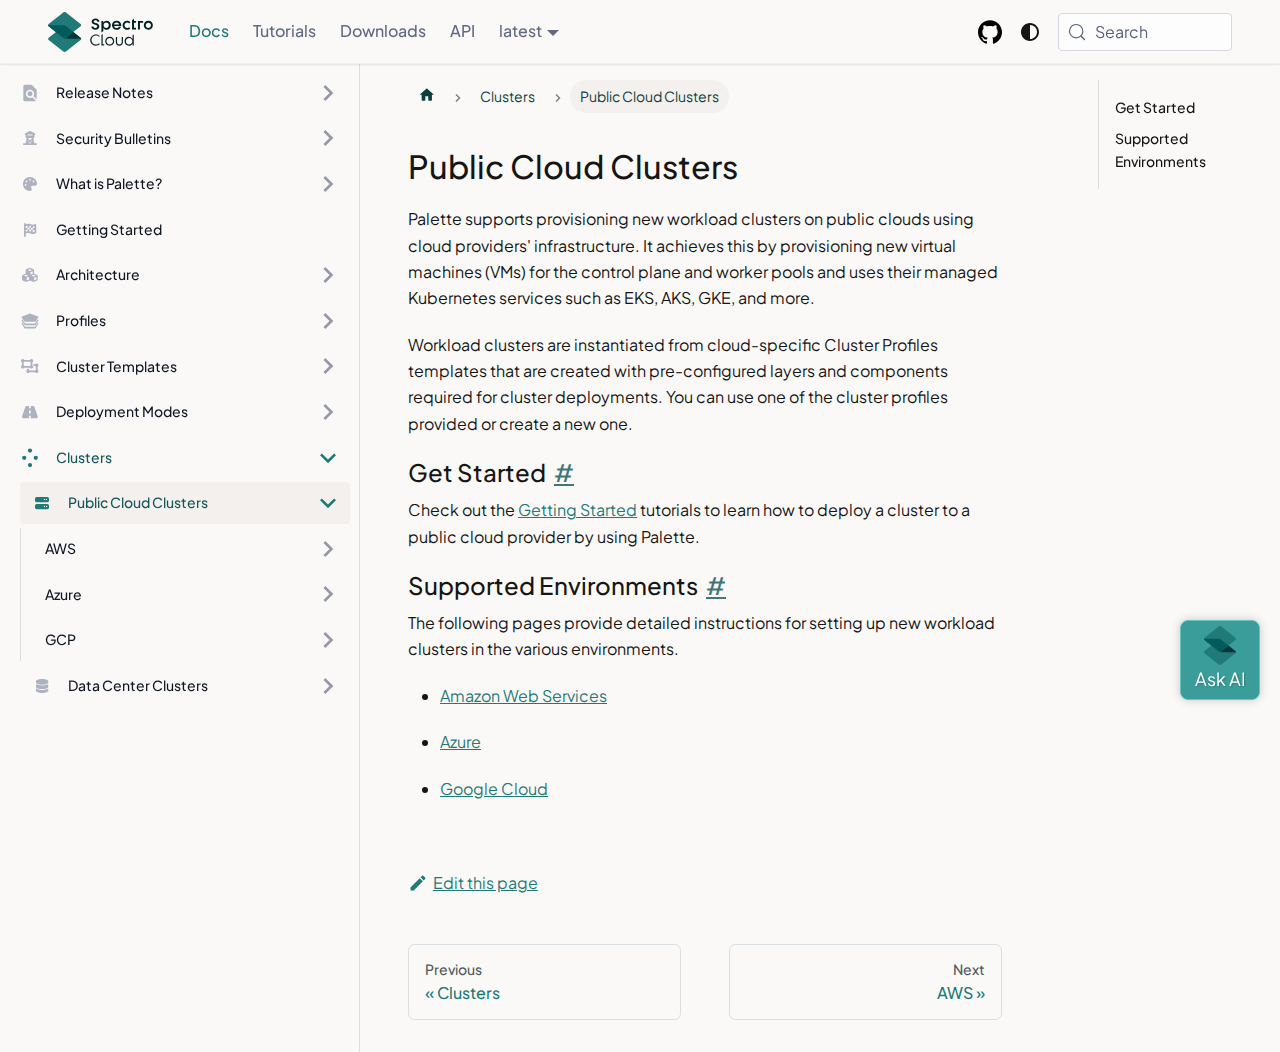 Spectro
Cloud
Docs
Tutorials
Downloads
API
latest
Search
Release Notes
Security Bulletins
What is Palette?
Getting Started
Architecture
Profiles
Cluster Templates
Deployment Modes
Clusters
Public Cloud Clusters
AWS
Azure
GCP
Data Center Clusters
Clusters
Public Cloud Clusters
Public Cloud Clusters
Palette supports provisioning new workload clusters on public clouds using
cloud providers' infrastructure. It achieves this by provisioning new virtual
machines (VMs) for the control plane and worker pools and uses their managed
Kubernetes services such as EKS, AKS, GKE, and more.
Workload clusters are instantiated from cloud-specific Cluster Profiles
templates that are created with pre-configured layers and components
required for cluster deployments. You can use one of the cluster profiles
provided or create a new one.
Get Started #
Check out the Getting Started tutorials to learn how to deploy a cluster to a
public cloud provider by using Palette.
Supported Environments #
The following pages provide detailed instructions for setting up new workload
clusters in the various environments.
Amazon Web Services
Azure
Google Cloud
Edit this page
Previous
« Clusters
Next
AWS »
Get Started
Supported
Environments
Ask AI